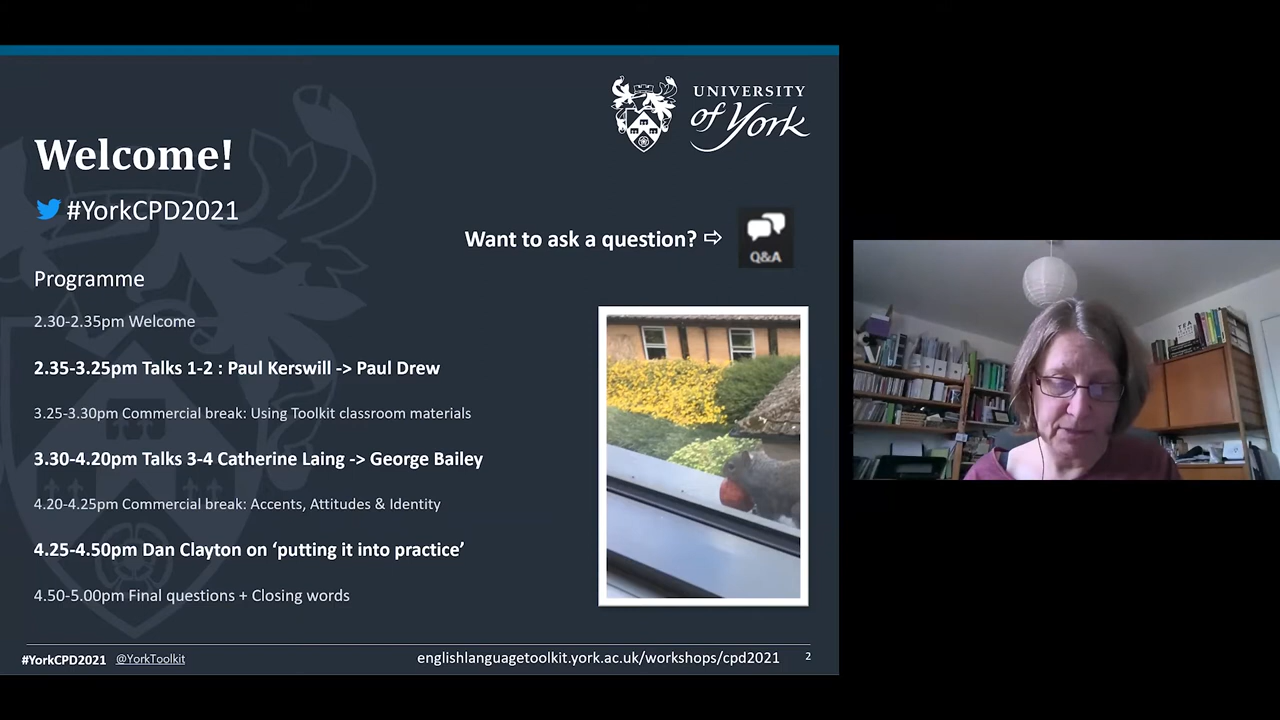 UNIVERSITY
of York
Welcome!
#YorkCPD2021
Want to ask a question? ⇨
Q&A
Programme
2.30-2.35pm Welcome
2.35-3.25pm Talks 1-2 : Paul Kerswill -> Paul Drew
3.25-3.30pm Commercial break: Using Toolkit classroom materials
3.30-4.20pm Talks 3-4 Catherine Laing -> George Bailey
4.20-4.25pm Commercial break: Accents, Attitudes & Identity
4.25-4.50pm Dan Clayton on ‘putting it into practice’
4.50-5.00pm Final questions + Closing words
#YorkCPD2021 @YorkToolkit englishlanguagetoolkit.york.ac.uk/workshops/cpd2021 2
TEA